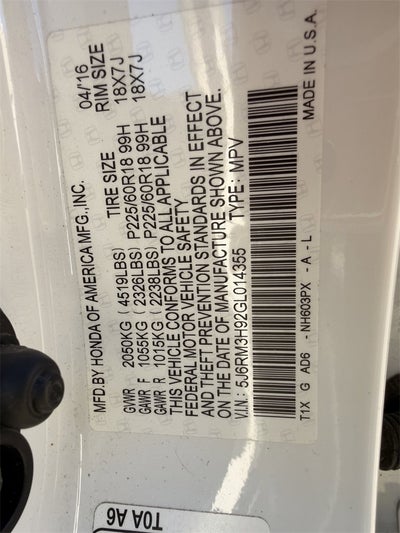 MFD.BY HONDA OF AMERICA MFG.,INC. 04/'16
TIRE SIZE RIM SIZE
GVWR 2050KG ( 4519LBS) P225/60R18 99H 18X7J
GAWR F 1055KG ( 2326LBS) P225/60R18 99H 18X7J
GAWR R 1015KG ( 2238LBS)
THIS VEHICLE CONFORMS TO ALL APPLICABLE
FEDERAL MOTOR VEHICLE SAFETY
AND THEFT PREVENTION STANDARDS IN EFFECT
ON THE DATE OF MANUFACTURE SHOWN ABOVE.
V.I.N.: 5J6RM3H92GL014355 TYPE: MPV
T1X G AD6 - NH603PX - A - L MADE IN U.S.A.
T0A A6